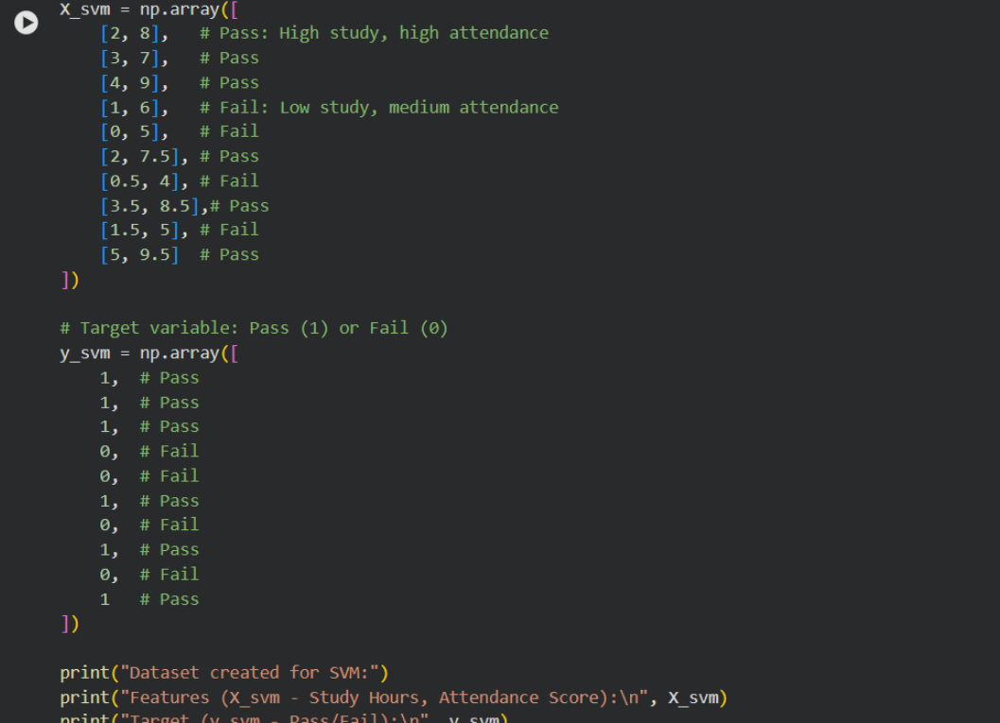 X_svm = np.array([
    [2, 8],   # Pass: High study, high attendance
    [3, 7],   # Pass
    [4, 9],   # Pass
    [1, 6],   # Fail: Low study, medium attendance
    [0, 5],   # Fail
    [2, 7.5], # Pass
    [0.5, 4], # Fail
    [3.5, 8.5],# Pass
    [1.5, 5], # Fail
    [5, 9.5]  # Pass
])
# Target variable: Pass (1) or Fail (0)
y_svm = np.array([
    1,  # Pass
    1,  # Pass
    1,  # Pass
    0,  # Fail
    0,  # Fail
    1,  # Pass
    0,  # Fail
    1,  # Pass
    0,  # Fail
    1   # Pass
])
print("Dataset created for SVM:")
print("Features (X_svm - Study Hours, Attendance Score):\n", X_svm)
print("Target (y_svm - Pass/Fail):\n", y_svm)